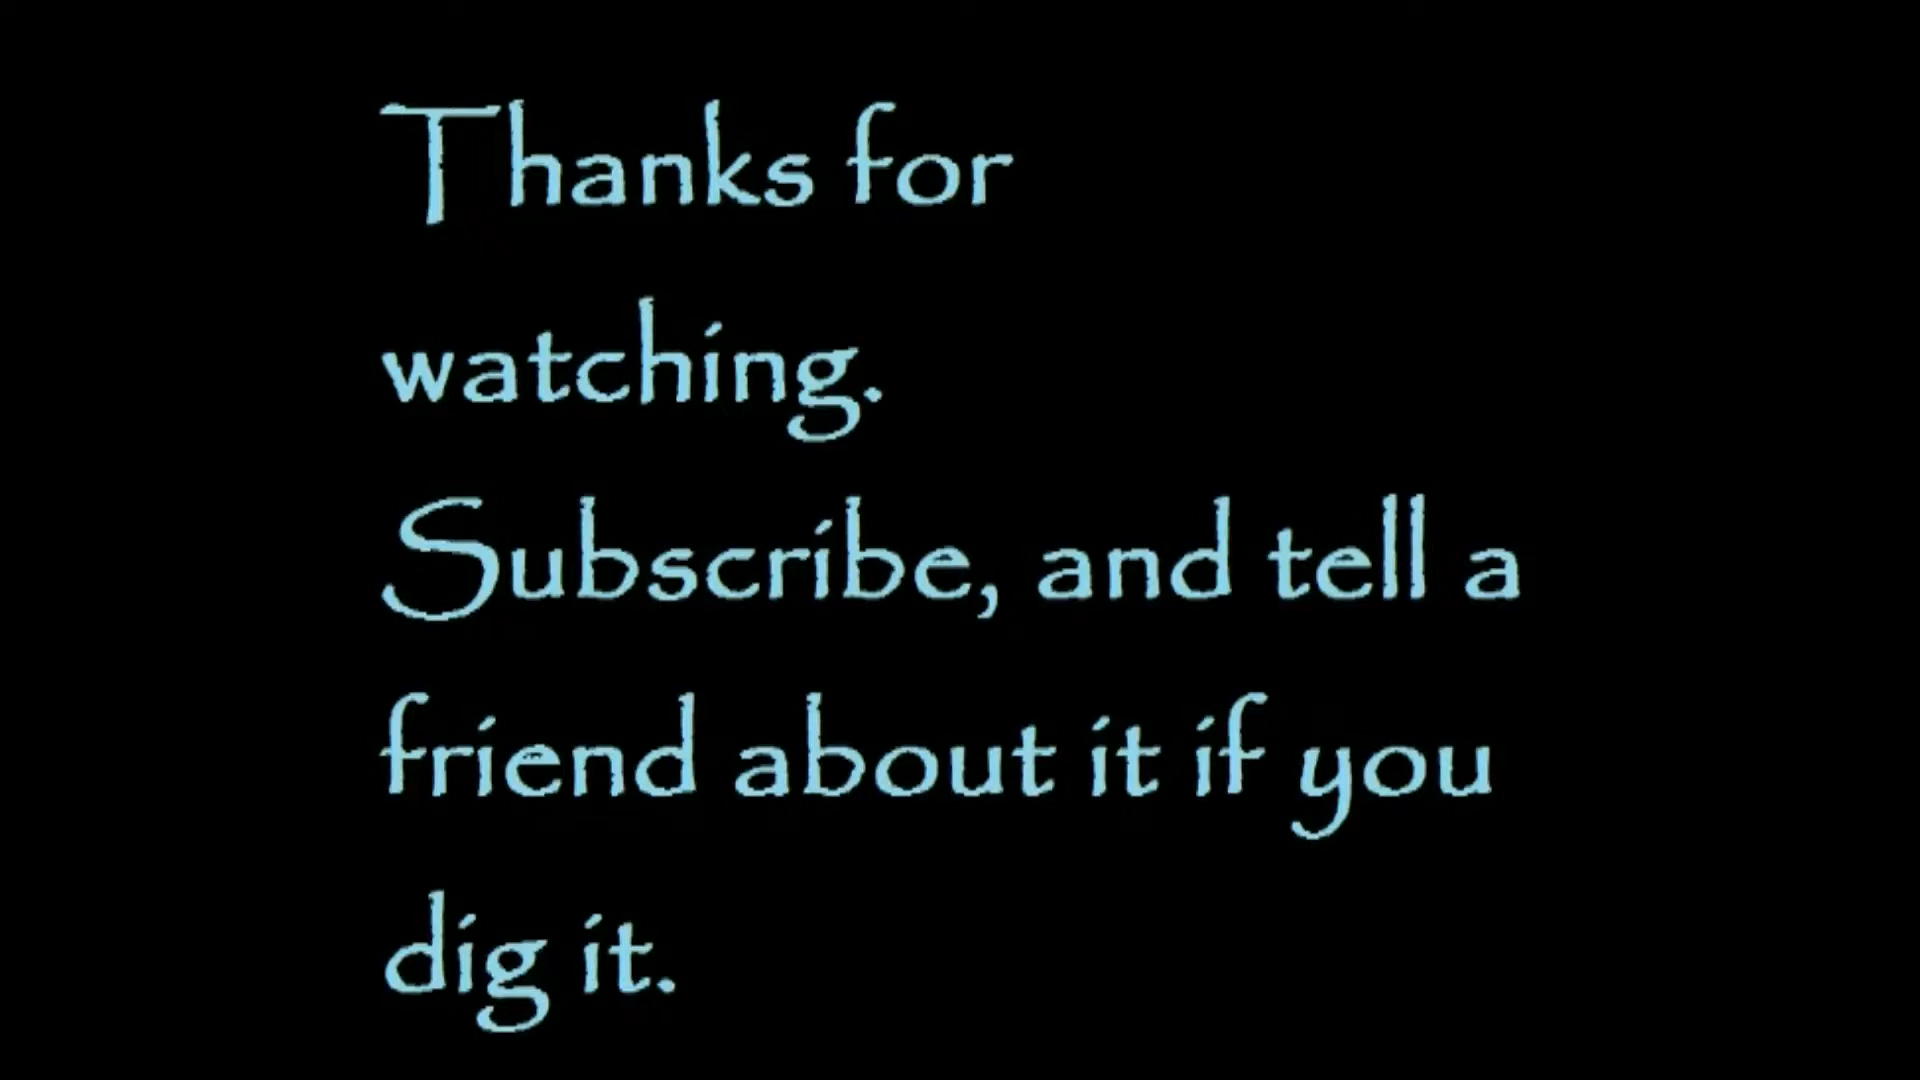 Thanks for
watching.
Subscribe, and tell a
friend about it if you
dig it.